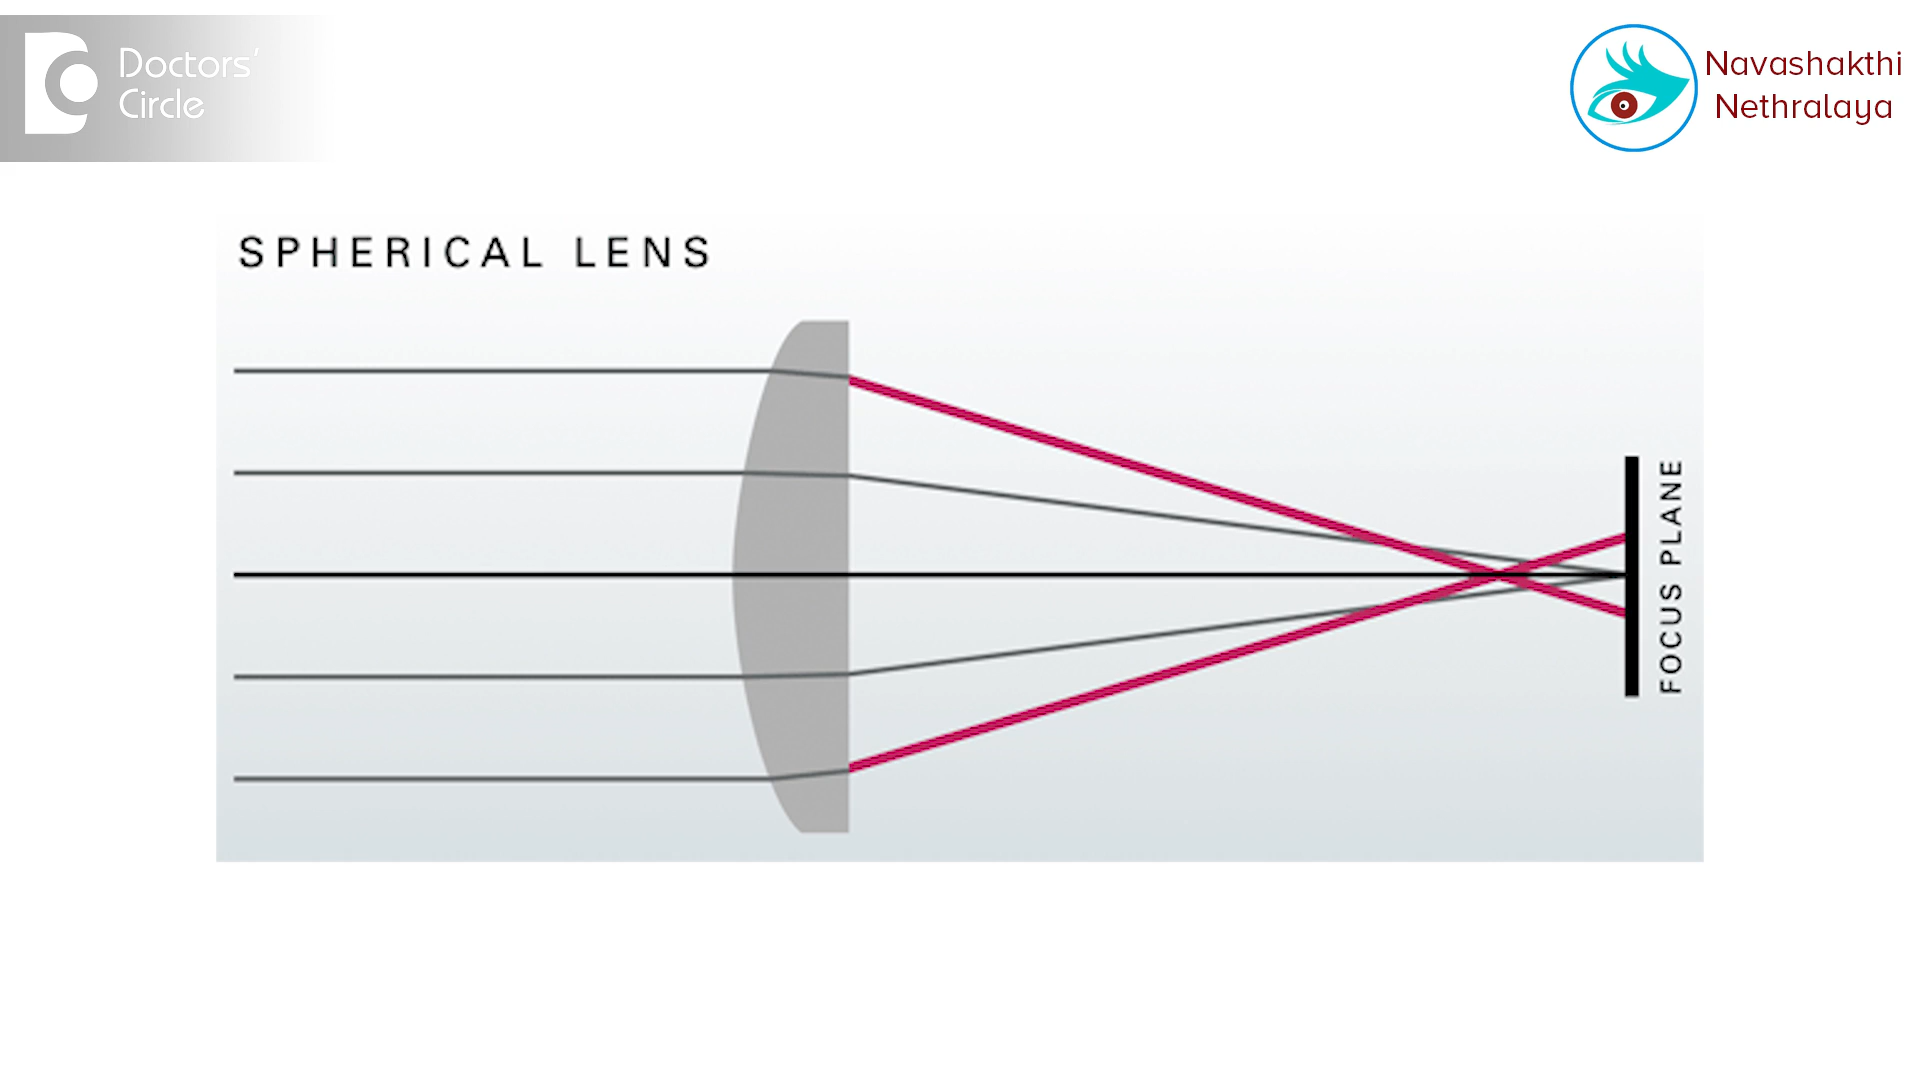 Doctors'
Circle
Navashakthi
Nethralaya
SPHERICAL LENS
FOCUS PLANE